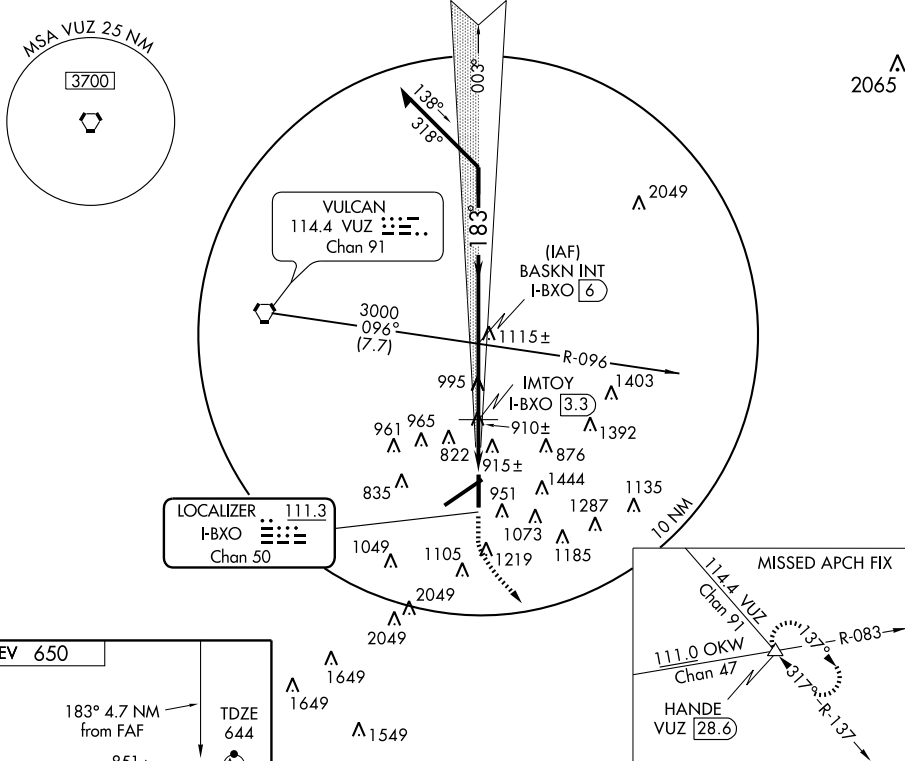 MSA VUZ 25 NM
3700
2065
003°
138°
318°
183°
2049
VULCAN
114.4 VUZ
Chan 91
(IAF)
BASKN INT
I-BXO 6
3000
096°
(7.7)
1115±
R-096
995
IMTOY
I-BXO 3.3
1403
910±
1392
961
965
822
876
915±
835
1444
951
1287
1135
1073
1185
10 NM
LOCALIZER 111.3
I-BXO
Chan 50
1049
1105
1219
2049
2049
1649
1649
1549
MISSED APCH FIX
114.4 VUZ
Chan 91
111.0 OKW
Chan 47
137°
R-083
317°
R-137
HANDE
VUZ 28.6
EV 650
183° 4.7 NM
from FAF
TDZE
644